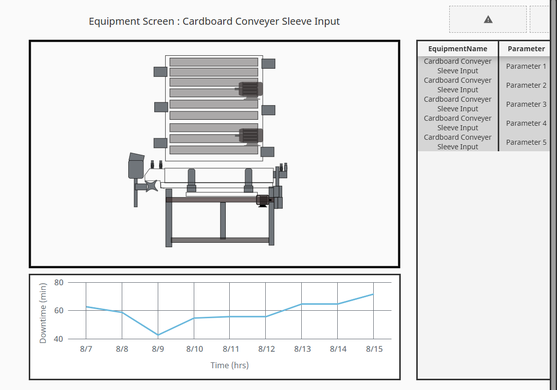 Equipment Screen : Cardboard Conveyer Sleeve Input
EquipmentName Parameter
Cardboard Conveyer
Sleeve Input
Parameter 1
Cardboard Conveyer
Sleeve Input
Parameter 2
Cardboard Conveyer
Sleeve Input
Parameter 3
Cardboard Conveyer
Sleeve Input
Parameter 4
Cardboard Conveyer
Sleeve Input
Parameter 5
Downtime (min)
80
60
40
8/7 8/8 8/9 8/10 8/11 8/12 8/13 8/14 8/15
Time (hrs)